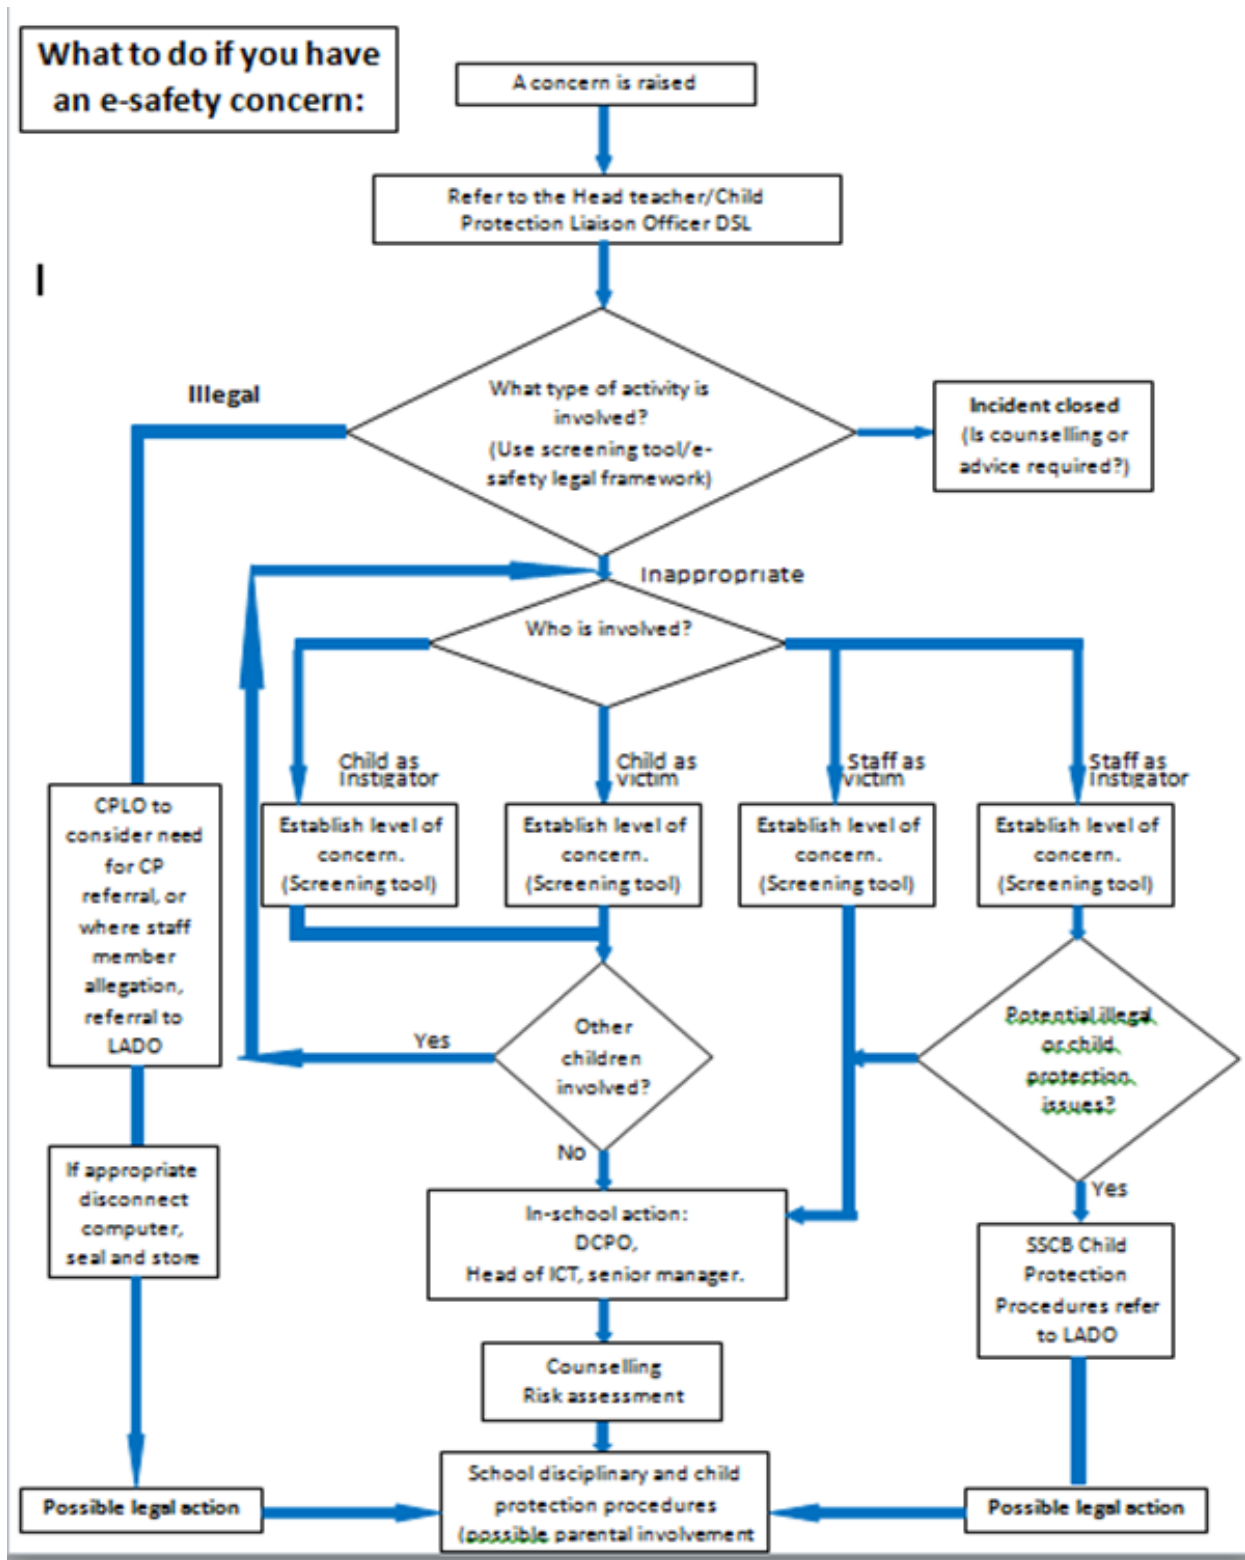 What to do if you have
an e-safety concern:
A concern is raised
Refer to the Head teacher/Child
Protection Liaison Officer DSL
What type of activity is
involved?
(Use screening tool/e-
safety legal framework)
Illegal
Incident closed
(Is counselling or
advice required?)
Inappropriate
Who is involved?
Child as
Instigator
Child as
victim
Staff as
victim
Staff as
Instigator
CPLO to
consider need
for CP
referral, or
where staff
member
allegation,
referral to
LADO
Establish level of
concern.
(Screening tool)
Establish level of
concern.
(Screening tool)
Establish level of
concern.
(Screening tool)
Establish level of
concern.
(Screening tool)
Yes
Other
children
involved?
Potential illegal
or child
protection
issues?
No
Yes
If appropriate
disconnect
computer,
seal and store
In-school action:
DCPO,
Head of ICT, senior manager.
SSCB Child
Protection
Procedures refer
to LADO
Counselling
Risk assessment
Possible legal action
School disciplinary and child
protection procedures
(possible parental involvement
Possible legal action